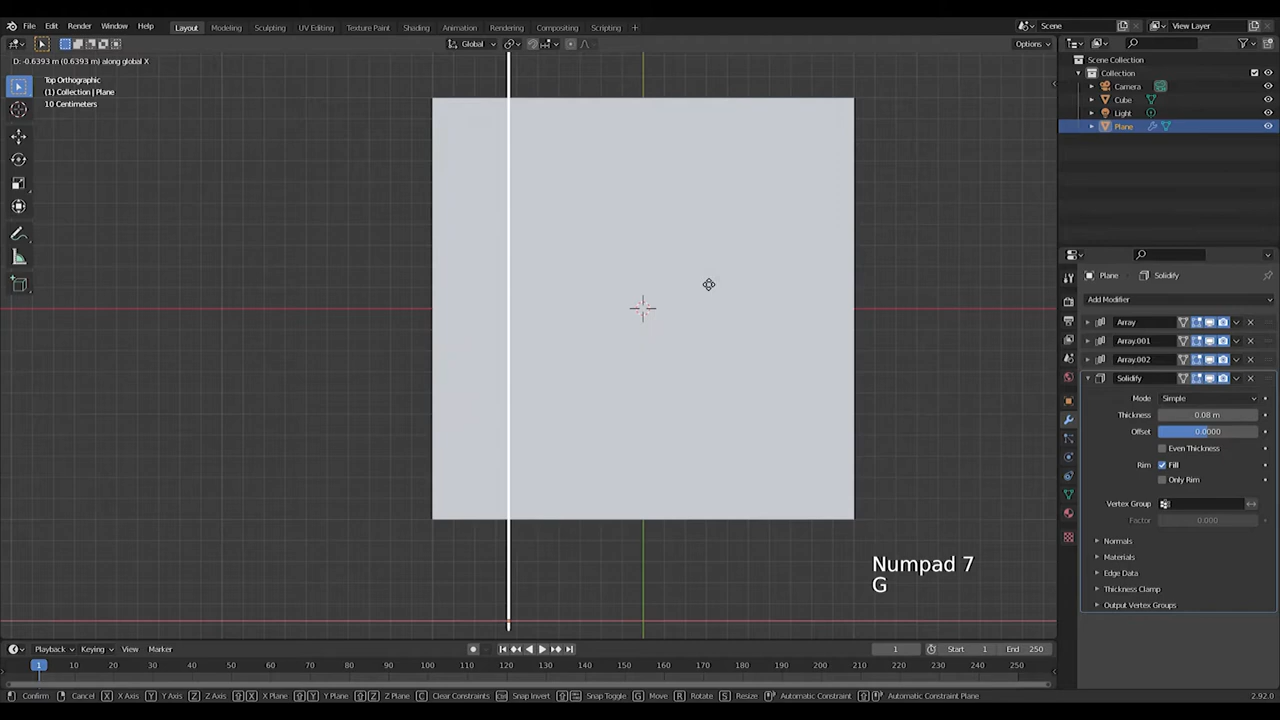 File Edit Render Window Help Layout Modeling Sculpting UV Editing Texture Paint Shading Animation Rendering Compositing Scripting + Scene View Layer
Global Options
D: -0.6393 m (0.6393 m) along global X
Top Orthographic
(1) Collection | Plane
10 Centimeters
Scene Collection
Collection
Camera
Cube
Light
Plane
Plane Solidify
Add Modifier
Array
Array.001
Array.002
Solidify
Mode Simple
Thickness 0.08 m
Offset 0.0000
Even Thickness
Rim Fill
Only Rim
Vertex Group
Factor 0.000
Normals
Materials
Edge Data
Thickness Clamp
Output Vertex Groups
Numpad 7
G
Playback Keying View Marker 1 Start 1 End 250
1 10 20 30 40 50 60 70 80 90 100 110 120 130 140 150 160 170 180 190 200 210 220 230 240 250
Confirm Cancel X X Axis Y Y Axis Z Z Axis X X Plane Y Y Plane Z Z Plane C Clear Constraints Snap Invert Snap Toggle G Move R Rotate S Resize Automatic Constraint Automatic Constraint Plane 2.92.0